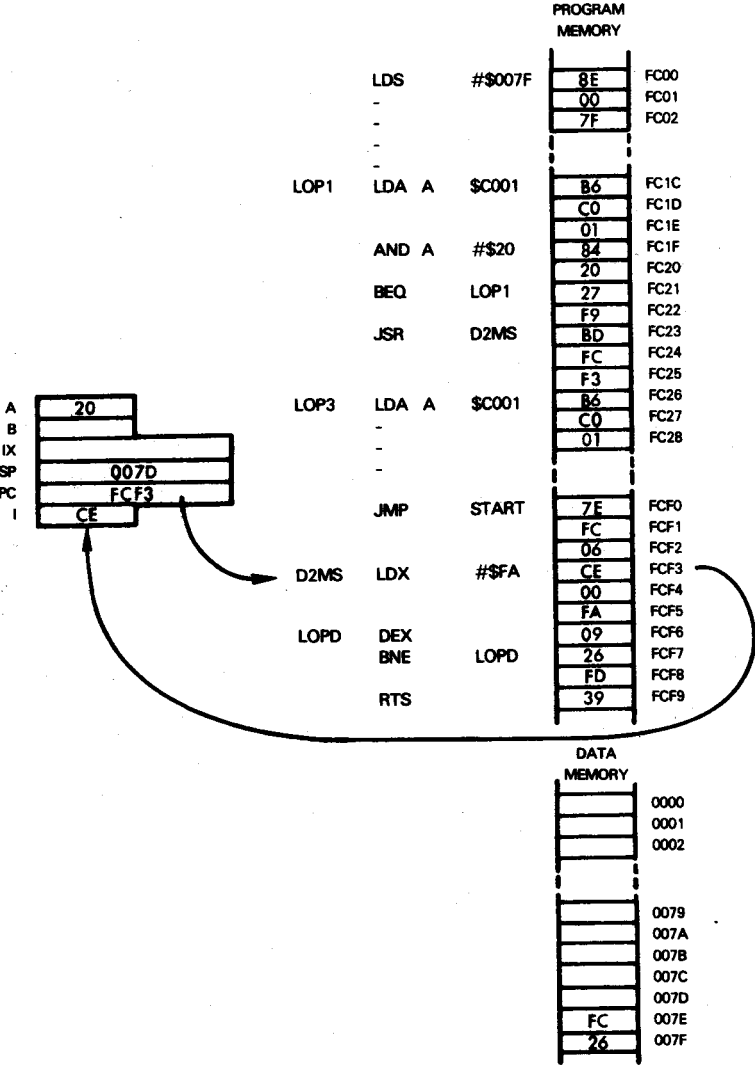 PROGRAM
MEMORY
LDS #$007F 8E FC00
- 00 FC01
- 7F FC02
-
-
LOP1 LDA A $C001 B6 FC1C
C0 FC1D
01 FC1E
AND A #$20 84 FC1F
20 FC20
BEQ LOP1 27 FC21
F9 FC22
JSR D2MS BD FC23
FC FC24
F3 FC25
A 20 LOP3 LDA A $C001 B6 FC26
B - C0 FC27
IX - 01 FC28
SP 007D -
PC FCF3
I CE JMP START 7E FCF0
FC FCF1
06 FCF2
D2MS LDX #$FA CE FCF3
00 FCF4
FA FCF5
LOPD DEX 09 FCF6
BNE LOPD 26 FCF7
FD FCF8
RTS 39 FCF9
DATA
MEMORY
0000
0001
0002
0079
007A
007B
007C
007D
FC 007E
26 007F